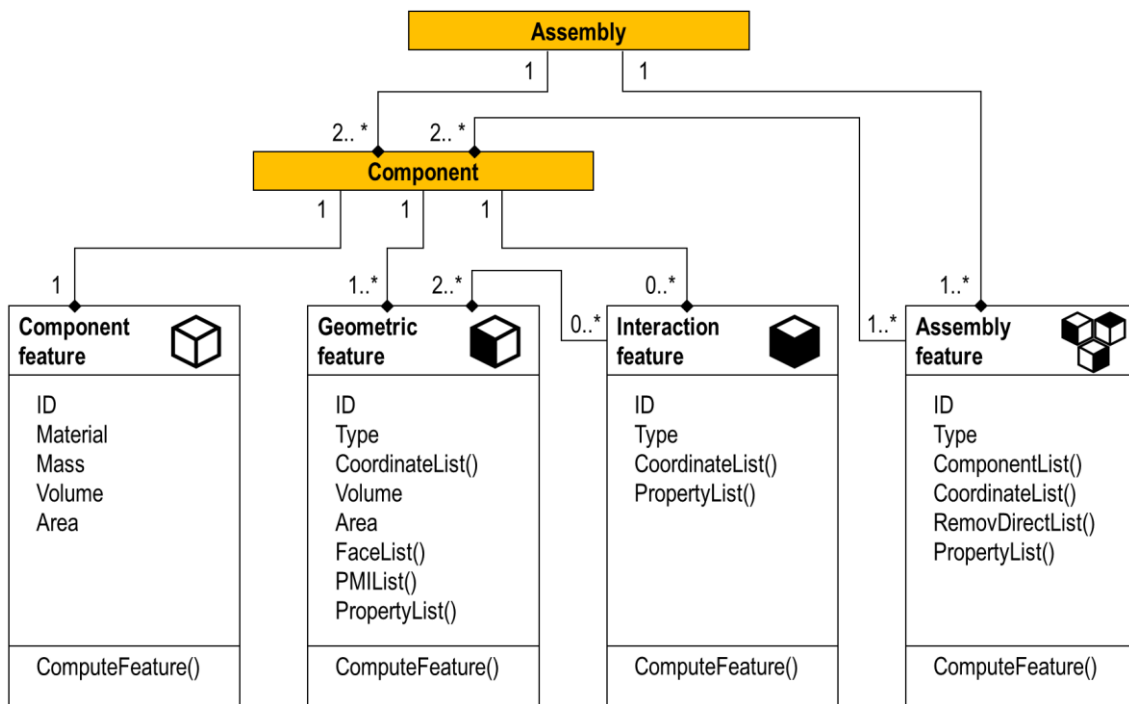 Assembly
1
1
2.. *
2.. *
Component
1
1
1
1
1..*
2..*
0..*
0..*
1..*
1..*
Component
feature
ID
Material
Mass
Volume
Area
ComputeFeature()
Geometric
feature
ID
Type
CoordinateList()
Volume
Area
FaceList()
PMIList()
PropertyList()
ComputeFeature()
Interaction
feature
ID
Type
CoordinateList()
PropertyList()
ComputeFeature()
Assembly
feature
ID
Type
ComponentList()
CoordinateList()
RemovDirectList()
PropertyList()
ComputeFeature()